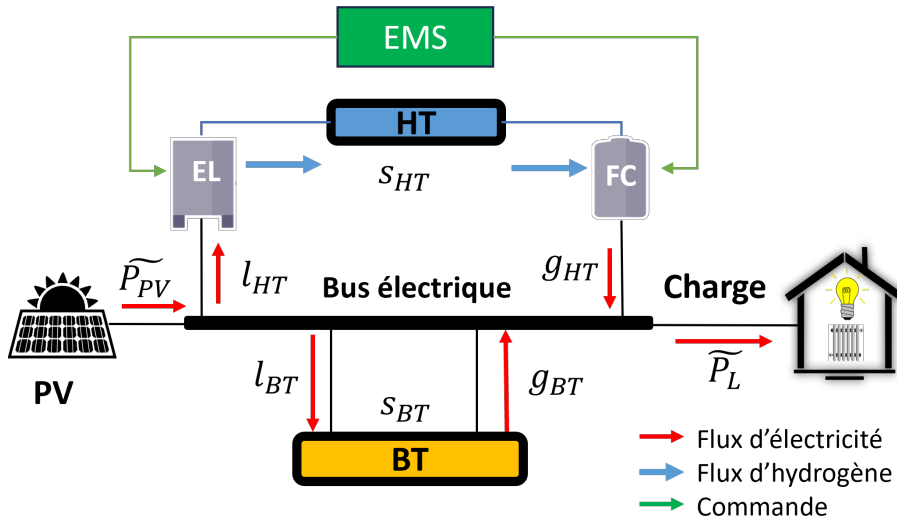 EMS
HT
EL
FC
s_HT
P̃_PV
l_HT
g_HT
Bus électrique
Charge
P̃_L
PV
l_BT
s_BT
g_BT
BT
Flux d'électricité
Flux d'hydrogène
Commande